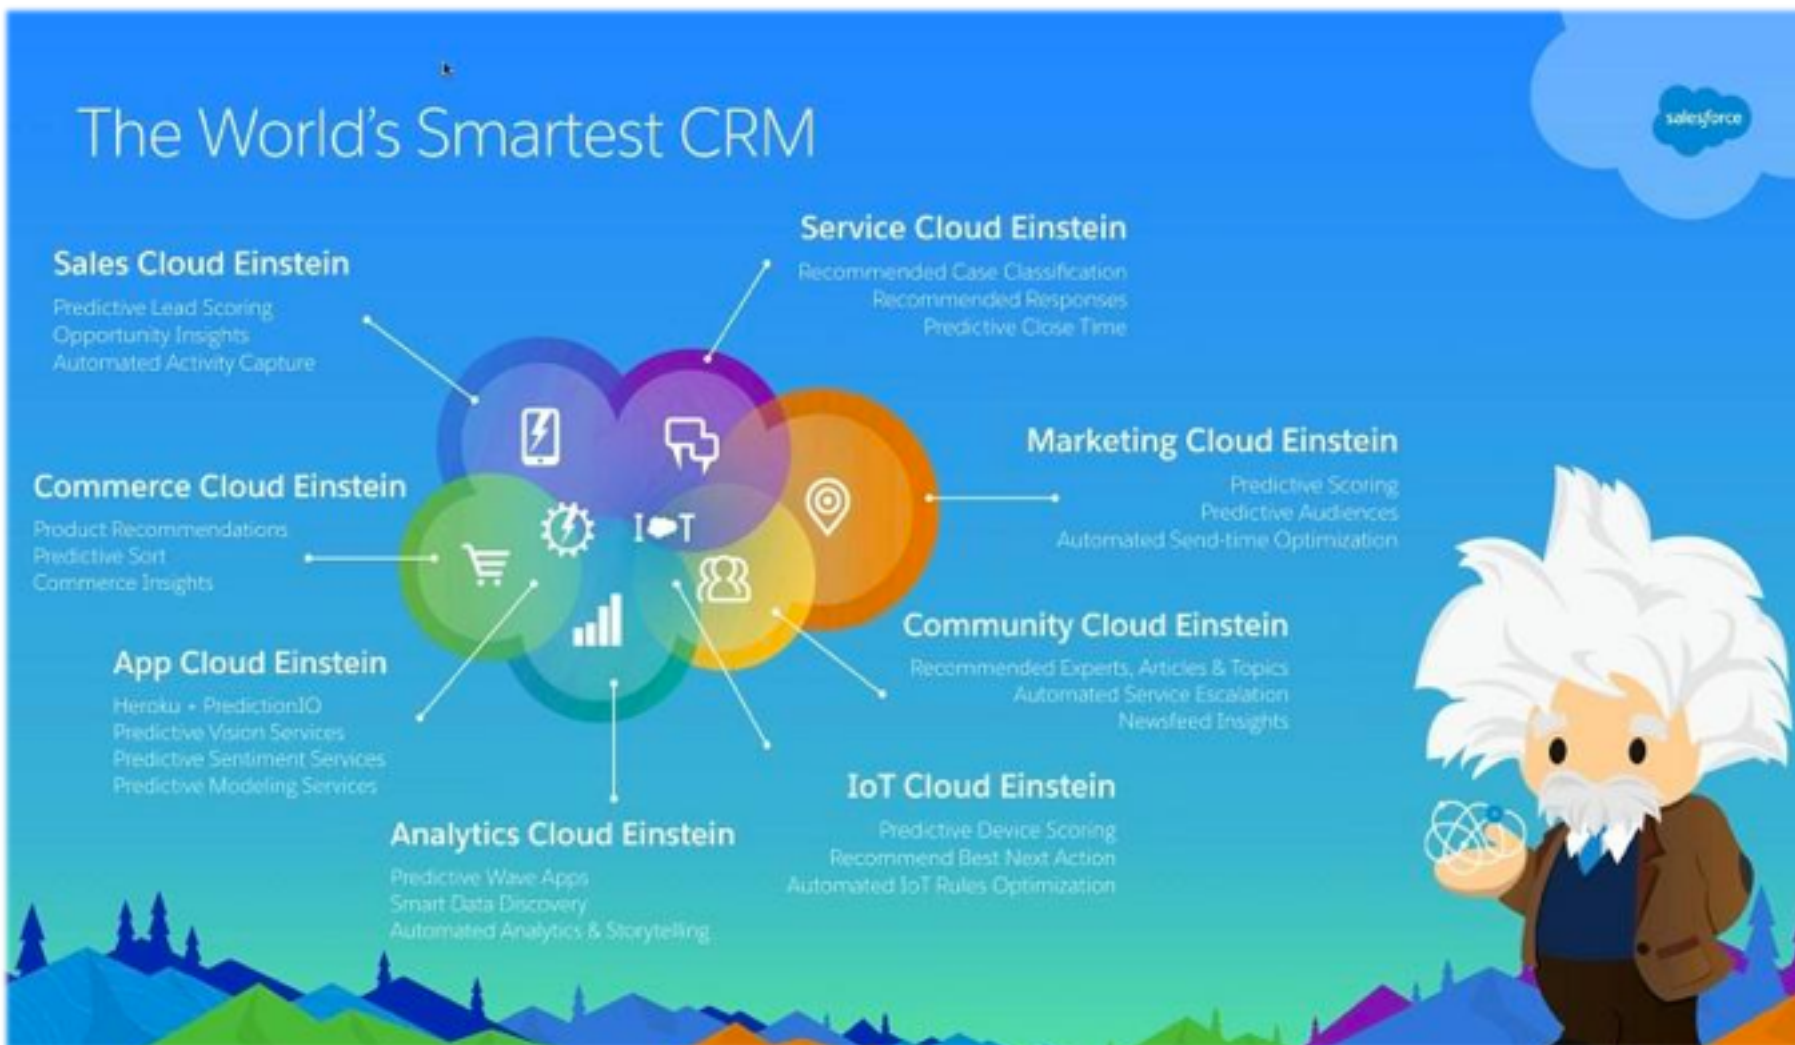 The World's Smartest CRM
salesforce
Sales Cloud Einstein
Predictive Lead Scoring
Opportunity Insights
Automated Activity Capture
Service Cloud Einstein
Recommended Case Classification
Recommended Responses
Predictive Close Time
Marketing Cloud Einstein
Predictive Scoring
Predictive Audiences
Automated Send-time Optimization
Commerce Cloud Einstein
Product Recommendations
Predictive Sort
Commerce Insights
IoT
Community Cloud Einstein
Recommended Experts, Articles & Topics
Automated Service Escalation
Newsfeed Insights
App Cloud Einstein
Heroku + PredictionIO
Predictive Vision Services
Predictive Sentiment Services
Predictive Modeling Services
IoT Cloud Einstein
Predictive Device Scoring
Recommend Best Next Action
Automated IoT Rules Optimization
Analytics Cloud Einstein
Predictive Wave Apps
Smart Data Discovery
Automated Analytics & Storytelling